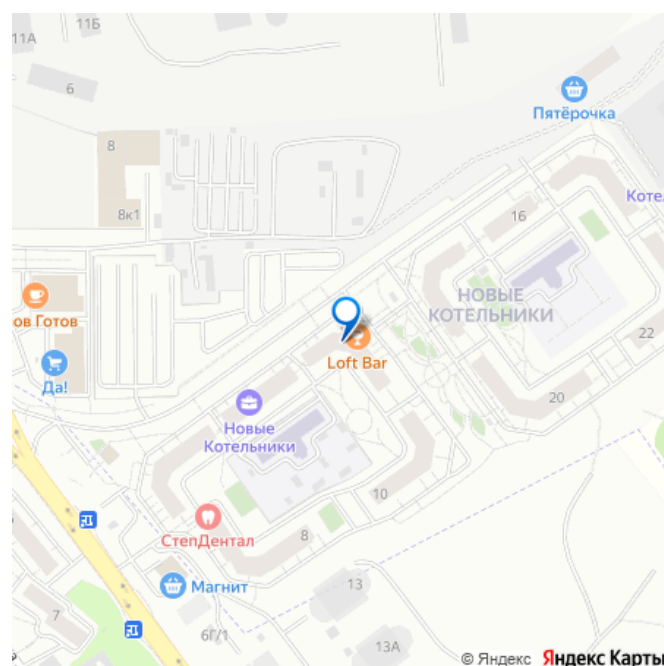 11Б
11А
6
Пятёрочка
8
8к1
16
Коте
НОВЫЕ
КОТЕЛЬНИКИ
ов Готов
Loft Bar
22
Да!
20
Новые
Котельники
10
СтепДентал
8
Магнит
13
7
6Г/1
13А
© Яндекс Яндекс Карты